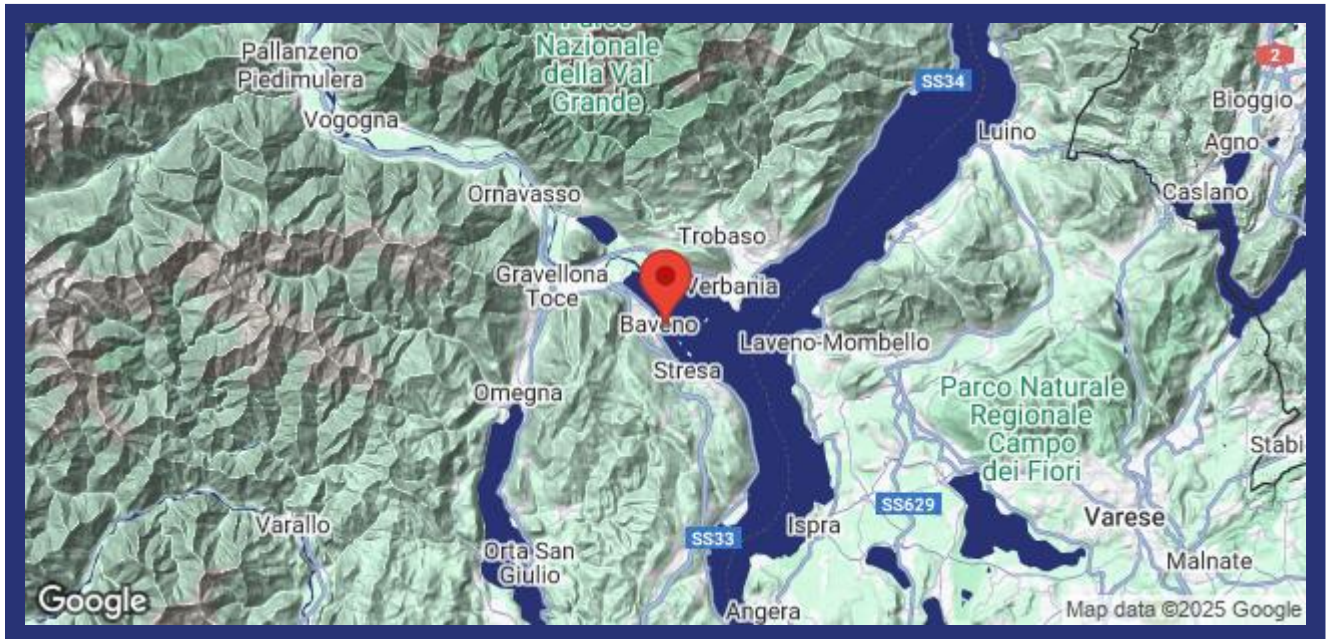 Parco
Nazionale
della Val
Grande
Pallanzeno
Piedimulera
Vogogna
SS34
2
Bioggio
Luino
Agno
Ornavasso
Caslano
Trobaso
Gravellona
Toce
Verbania
Baveno
Laveno-Mombello
Stresa
Omegna
Parco Naturale
Regionale
Campo
dei Fiori
Stabi
SS629
Varese
Varallo
Ispra
SS33
Orta San
Giulio
Malnate
Google
Angera
Map data ©2025 Google